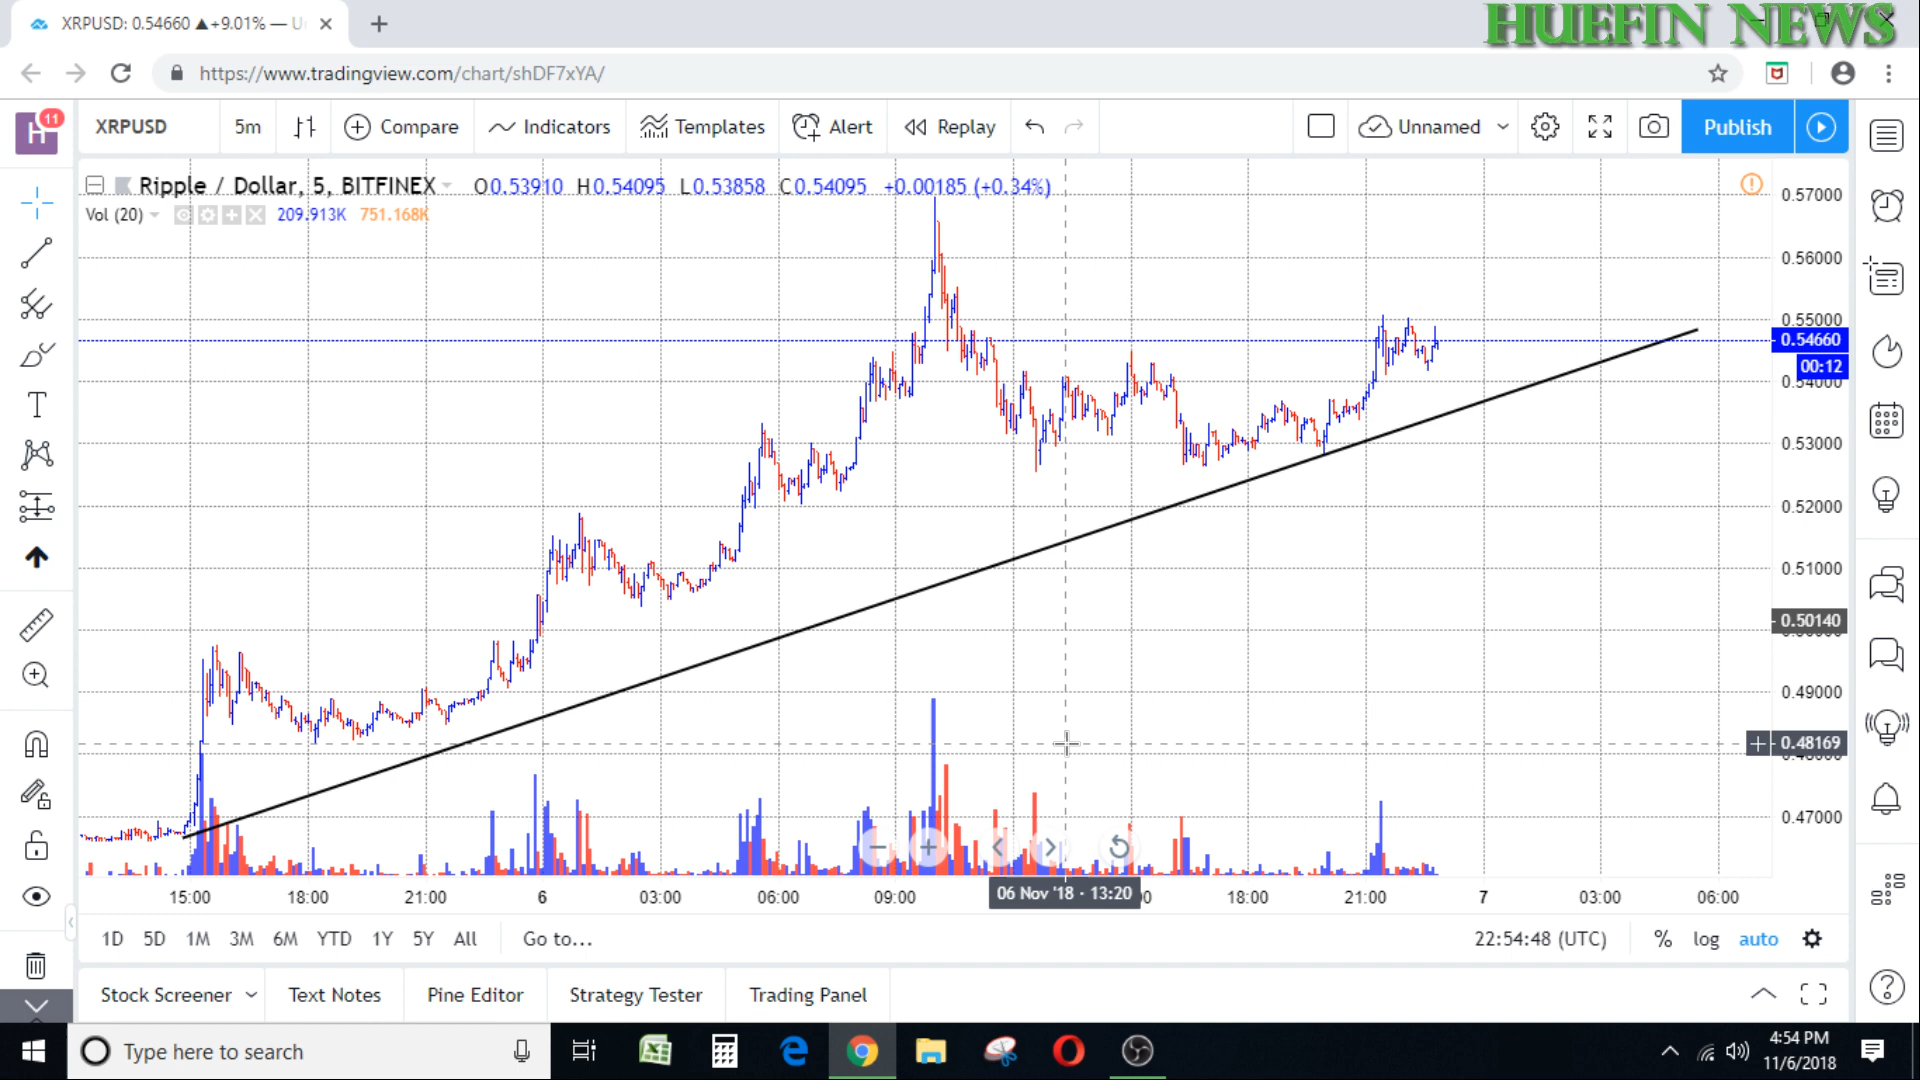 HUEFIN NEWS
XRPUSD: 0.54660 ▲+9.01% — U
https://www.tradingview.com/chart/shDF7xYA/
H 11
XRPUSD 5m Compare Indicators Templates Alert Replay Unnamed Publish
Ripple / Dollar, 5, BITFINEX O0.53910 H0.54095 L0.53858 C0.54095 +0.00185 (+0.34%)
Vol (20) 209.913K 751.168K
0.57000
0.56000
0.55000
0.54660
00:12
0.54000
0.53000
0.52000
0.51000
0.50140
0.49000
0.48169
0.47000
15:00 18:00 21:00 6 03:00 06:00 09:00 06 Nov '18 · 13:20 18:00 21:00 7 03:00 06:00
1D 5D 1M 3M 6M YTD 1Y 5Y All Go to... 22:54:48 (UTC) % log auto
Stock Screener Text Notes Pine Editor Strategy Tester Trading Panel
Type here to search
4:54 PM
11/6/2018